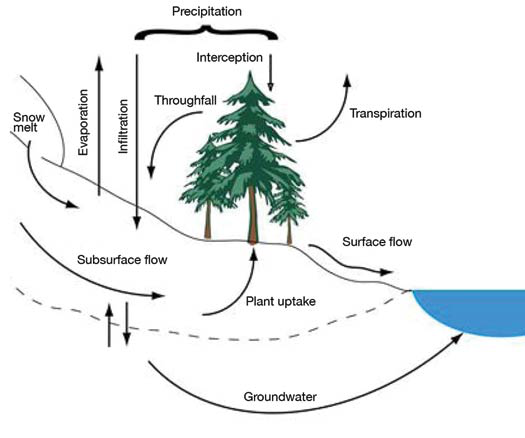 Precipitation
Interception
Throughfall
Transpiration
Snow
melt
Evaporation
Infiltration
Surface flow
Subsurface flow
Plant uptake
Groundwater